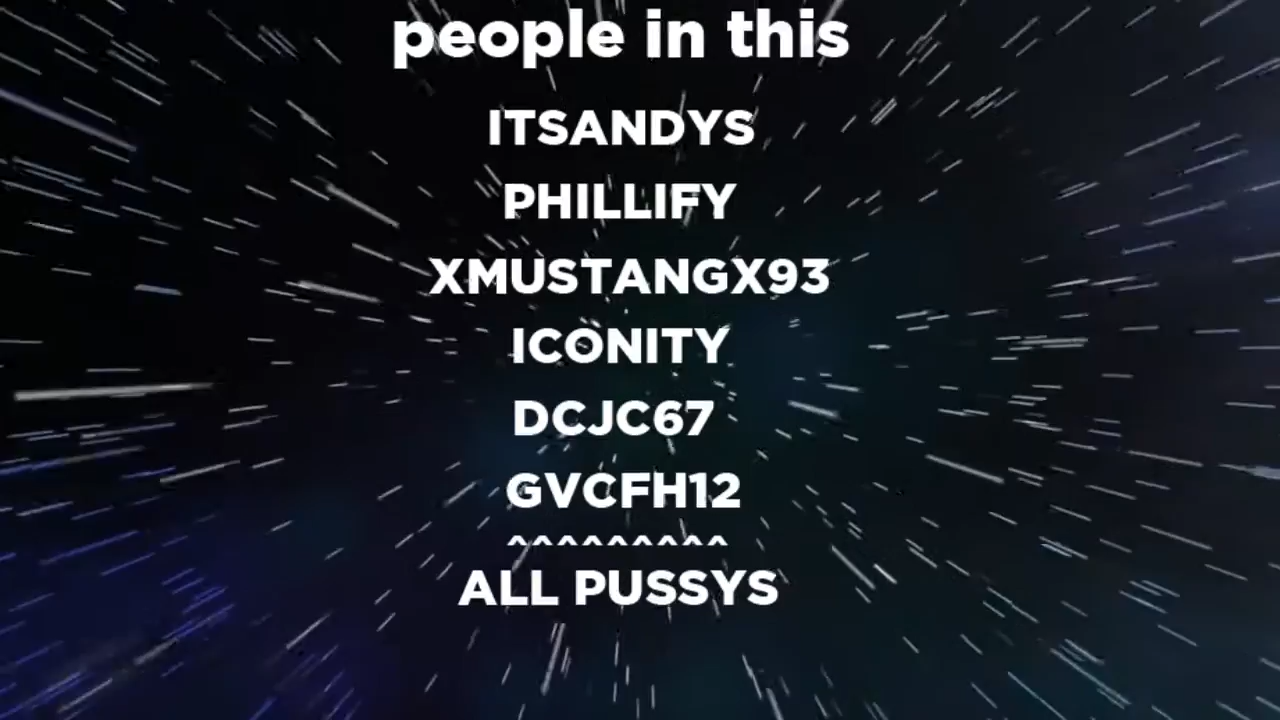 people in this
ITSANDYS
PHILLIFY
XMUSTANGX93
ICONITY
DCJC67
GVCFH12
^^^^^^^^^
ALL PUSSYS